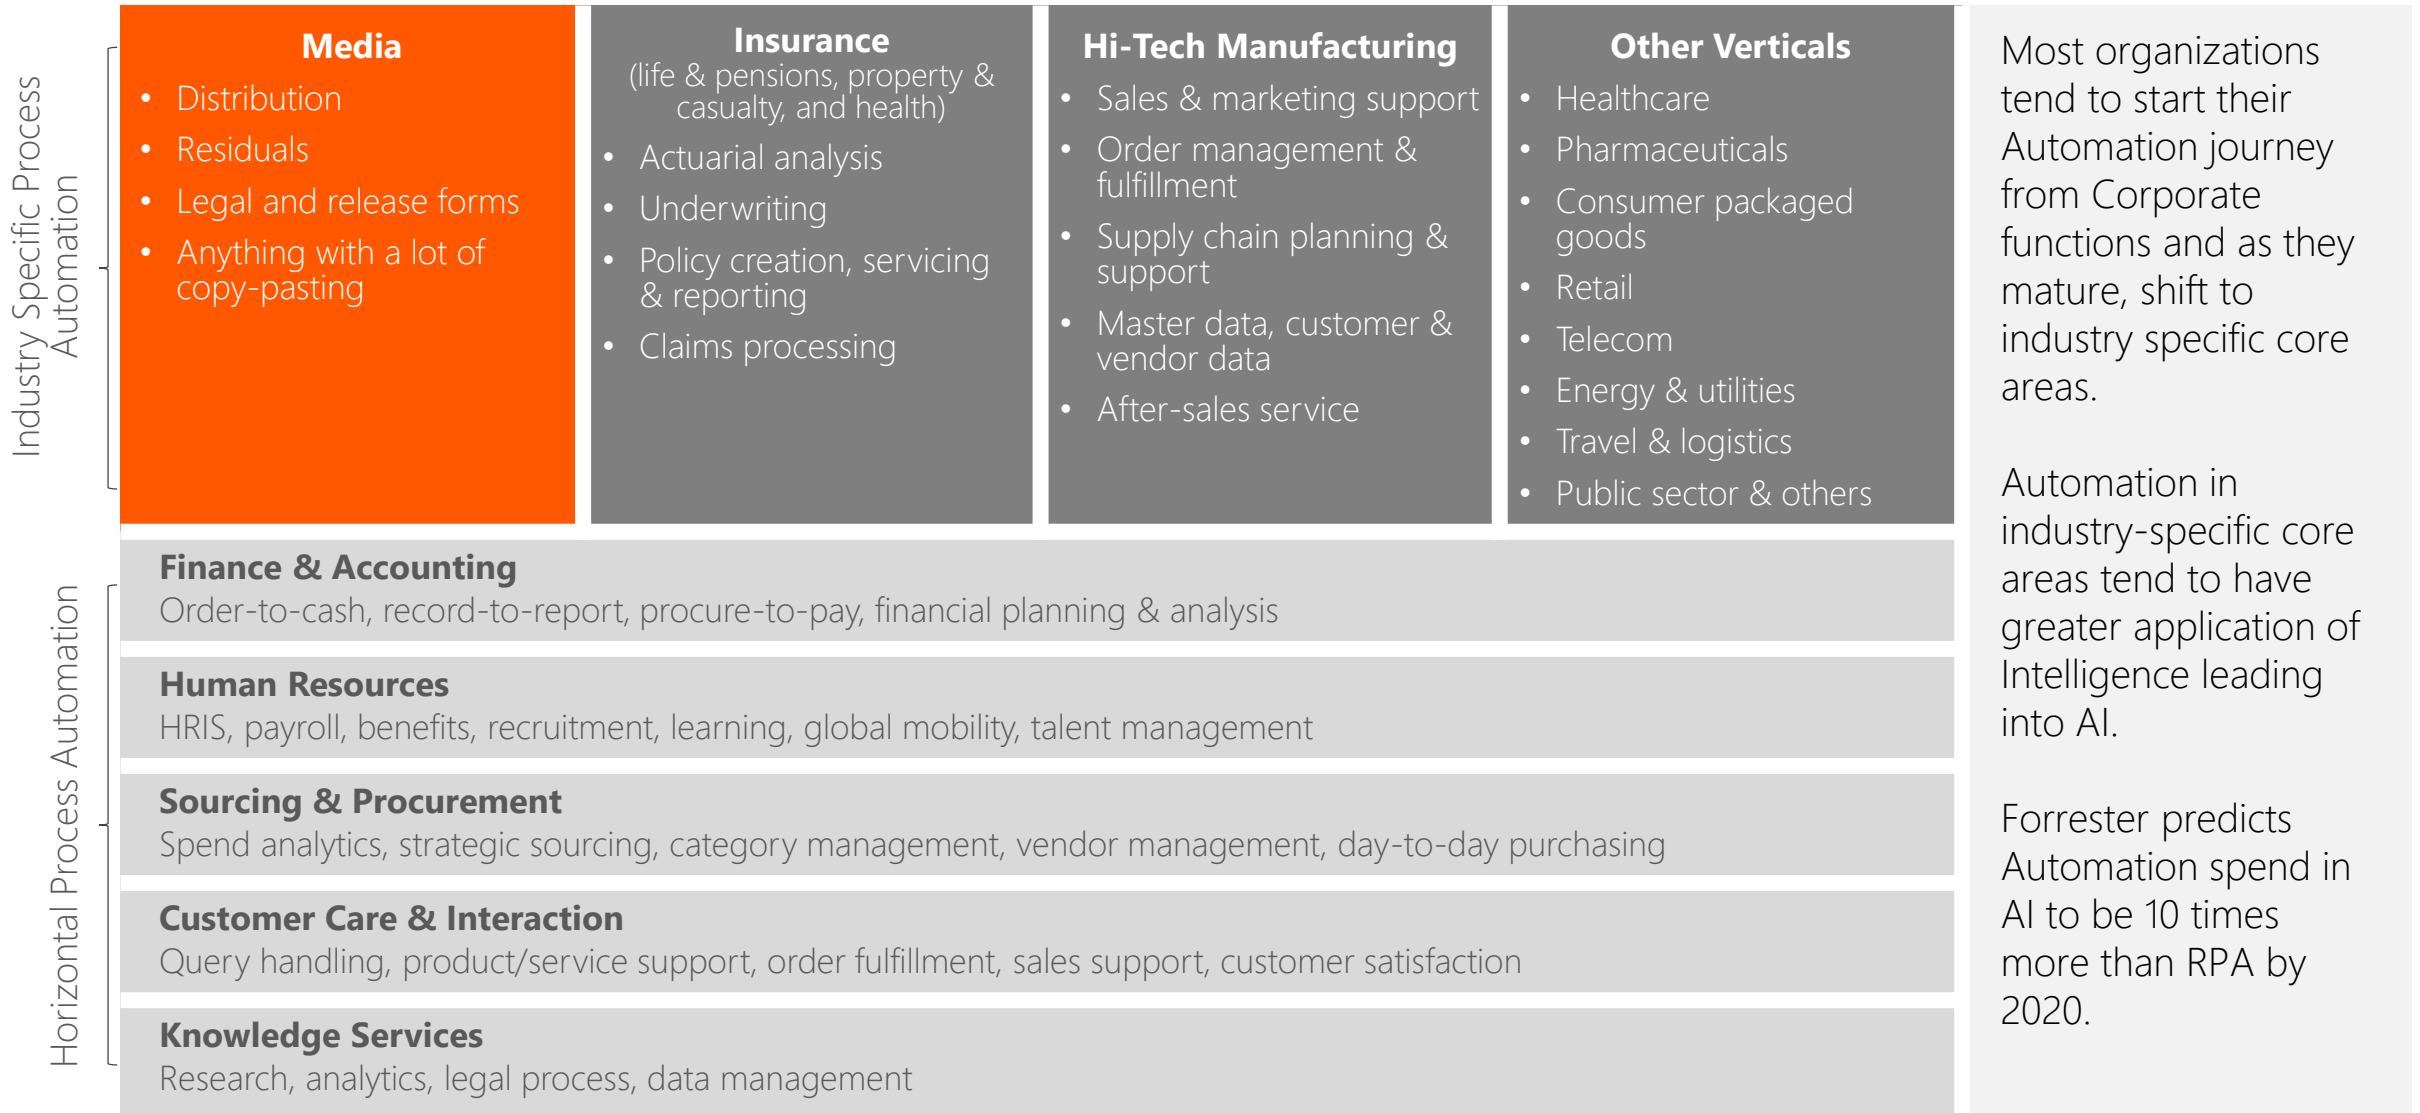 Industry Specific Process
Automation
Media
• Distribution
• Residuals
• Legal and release forms
• Anything with a lot of
copy-pasting
Insurance
(life & pensions, property &
casualty, and health)
• Actuarial analysis
• Underwriting
• Policy creation, servicing
& reporting
• Claims processing
Hi-Tech Manufacturing
• Sales & marketing support
• Order management &
fulfillment
• Supply chain planning &
support
• Master data, customer &
vendor data
• After-sales service
Other Verticals
• Healthcare
• Pharmaceuticals
• Consumer packaged
goods
• Retail
• Telecom
• Energy & utilities
• Travel & logistics
• Public sector & others
Horizontal Process Automation
Finance & Accounting
Order-to-cash, record-to-report, procure-to-pay, financial planning & analysis
Human Resources
HRIS, payroll, benefits, recruitment, learning, global mobility, talent management
Sourcing & Procurement
Spend analytics, strategic sourcing, category management, vendor management, day-to-day purchasing
Customer Care & Interaction
Query handling, product/service support, order fulfillment, sales support, customer satisfaction
Knowledge Services
Research, analytics, legal process, data management
Most organizations
tend to start their
Automation journey
from Corporate
functions and as they
mature, shift to
industry specific core
areas.
Automation in
industry-specific core
areas tend to have
greater application of
Intelligence leading
into AI.
Forrester predicts
Automation spend in
AI to be 10 times
more than RPA by
2020.